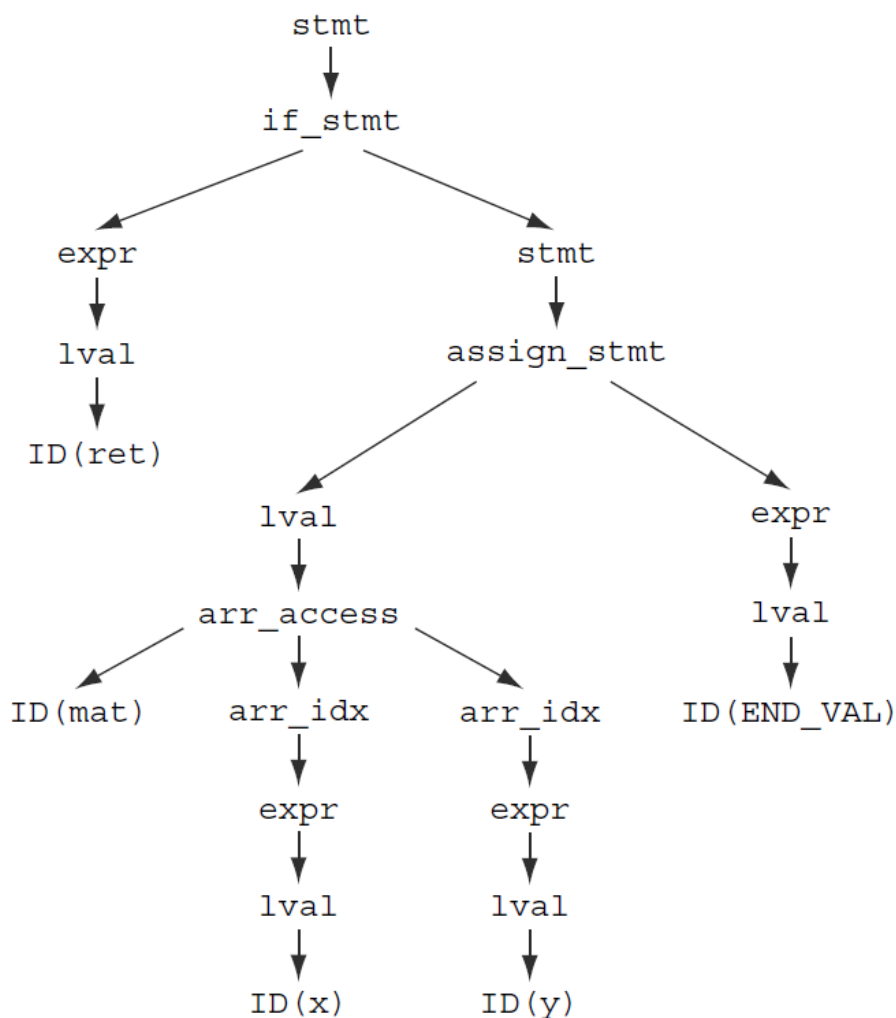 stmt
if_stmt
expr stmt
lval assign_stmt
ID(ret)
lval expr
arr_access lval
ID(mat) arr_idx arr_idx ID(END_VAL)
expr expr
lval lval
ID(x) ID(y)